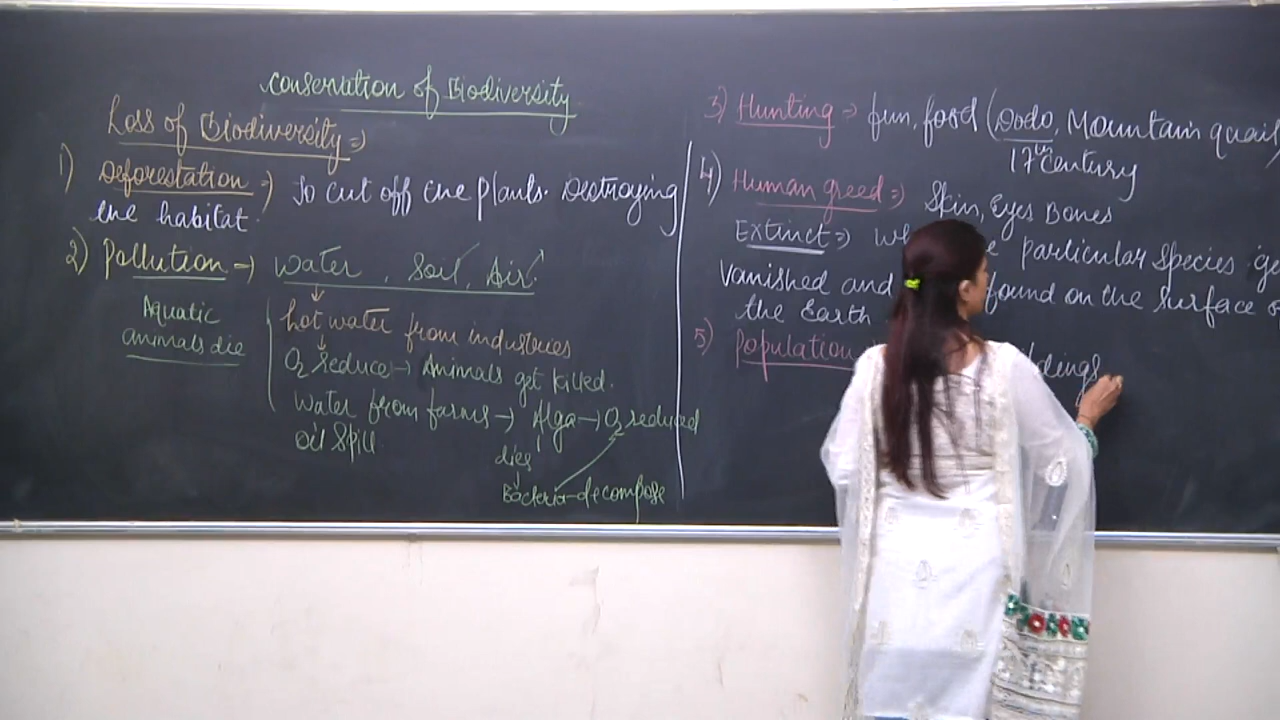 Conservation of Biodiversity
Loss of Biodiversity ⇒
1) Deforestation ⇒ To cut off the plants. Destroying
the habitat.
2) Pollution → water, Soil, Air.
Aquatic
animals die
↓
hot water from industries
↓
O2 reduce → Animals get killed.
water from farms → Alga → O2 reduced
oil spill
dies
↓
Bacteria - decompose
3) Hunting ⇒ fun, food (Dodo, Mountain quail)
17th century
4) Human greed ⇒ Skin, Eyes Bones
Extinct ⇒ particular species
vanished and found on the surface
the Earth
5) Population